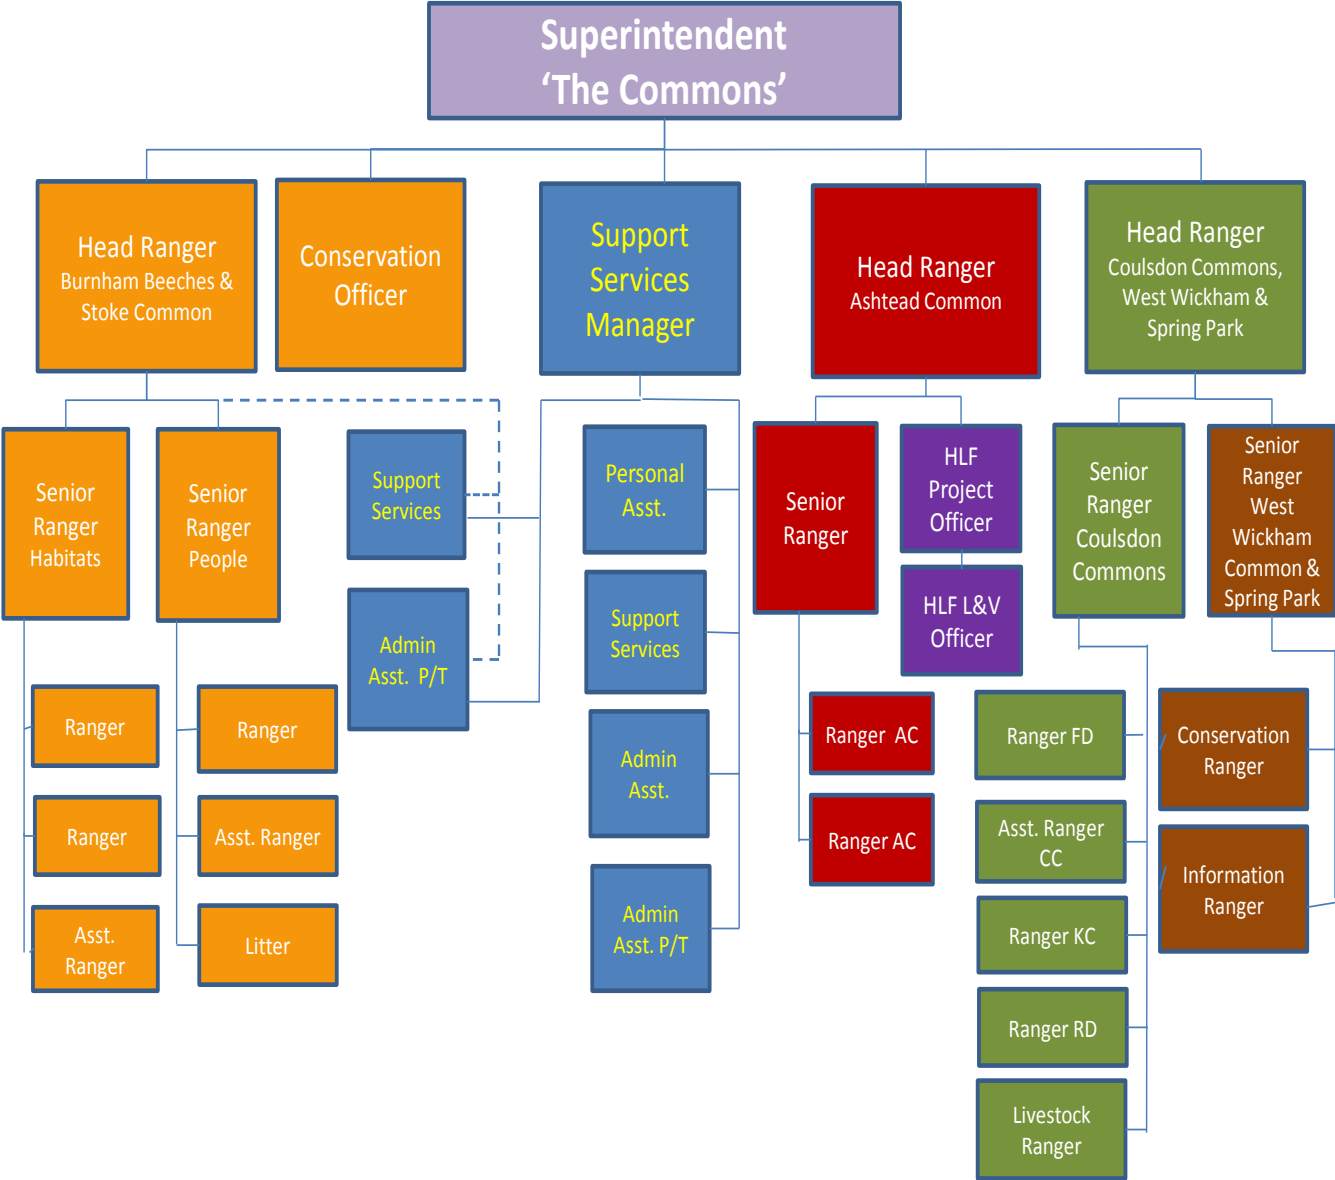 Superintendent
‘The Commons’
Head Ranger
Burnham Beeches &
Stoke Common
Conservation
Officer
Support
Services
Manager
Head Ranger
Ashtead Common
Head Ranger
Coulsdon Commons,
West Wickham &
Spring Park
Senior
Ranger
Habitats
Senior
Ranger
People
Support
Services
Admin
Asst. P/T
Personal
Asst.
Support
Services
Admin
Asst.
Admin
Asst. P/T
Senior
Ranger
HLF
Project
Officer
HLF L&V
Officer
Senior
Ranger
Coulsdon
Commons
Senior
Ranger
West
Wickham
Common &
Spring Park
Ranger
Ranger
Asst.
Ranger
Ranger
Asst. Ranger
Litter
Ranger AC
Ranger AC
Ranger FD
Asst. Ranger
CC
Ranger KC
Ranger RD
Livestock
Ranger
Conservation
Ranger
Information
Ranger